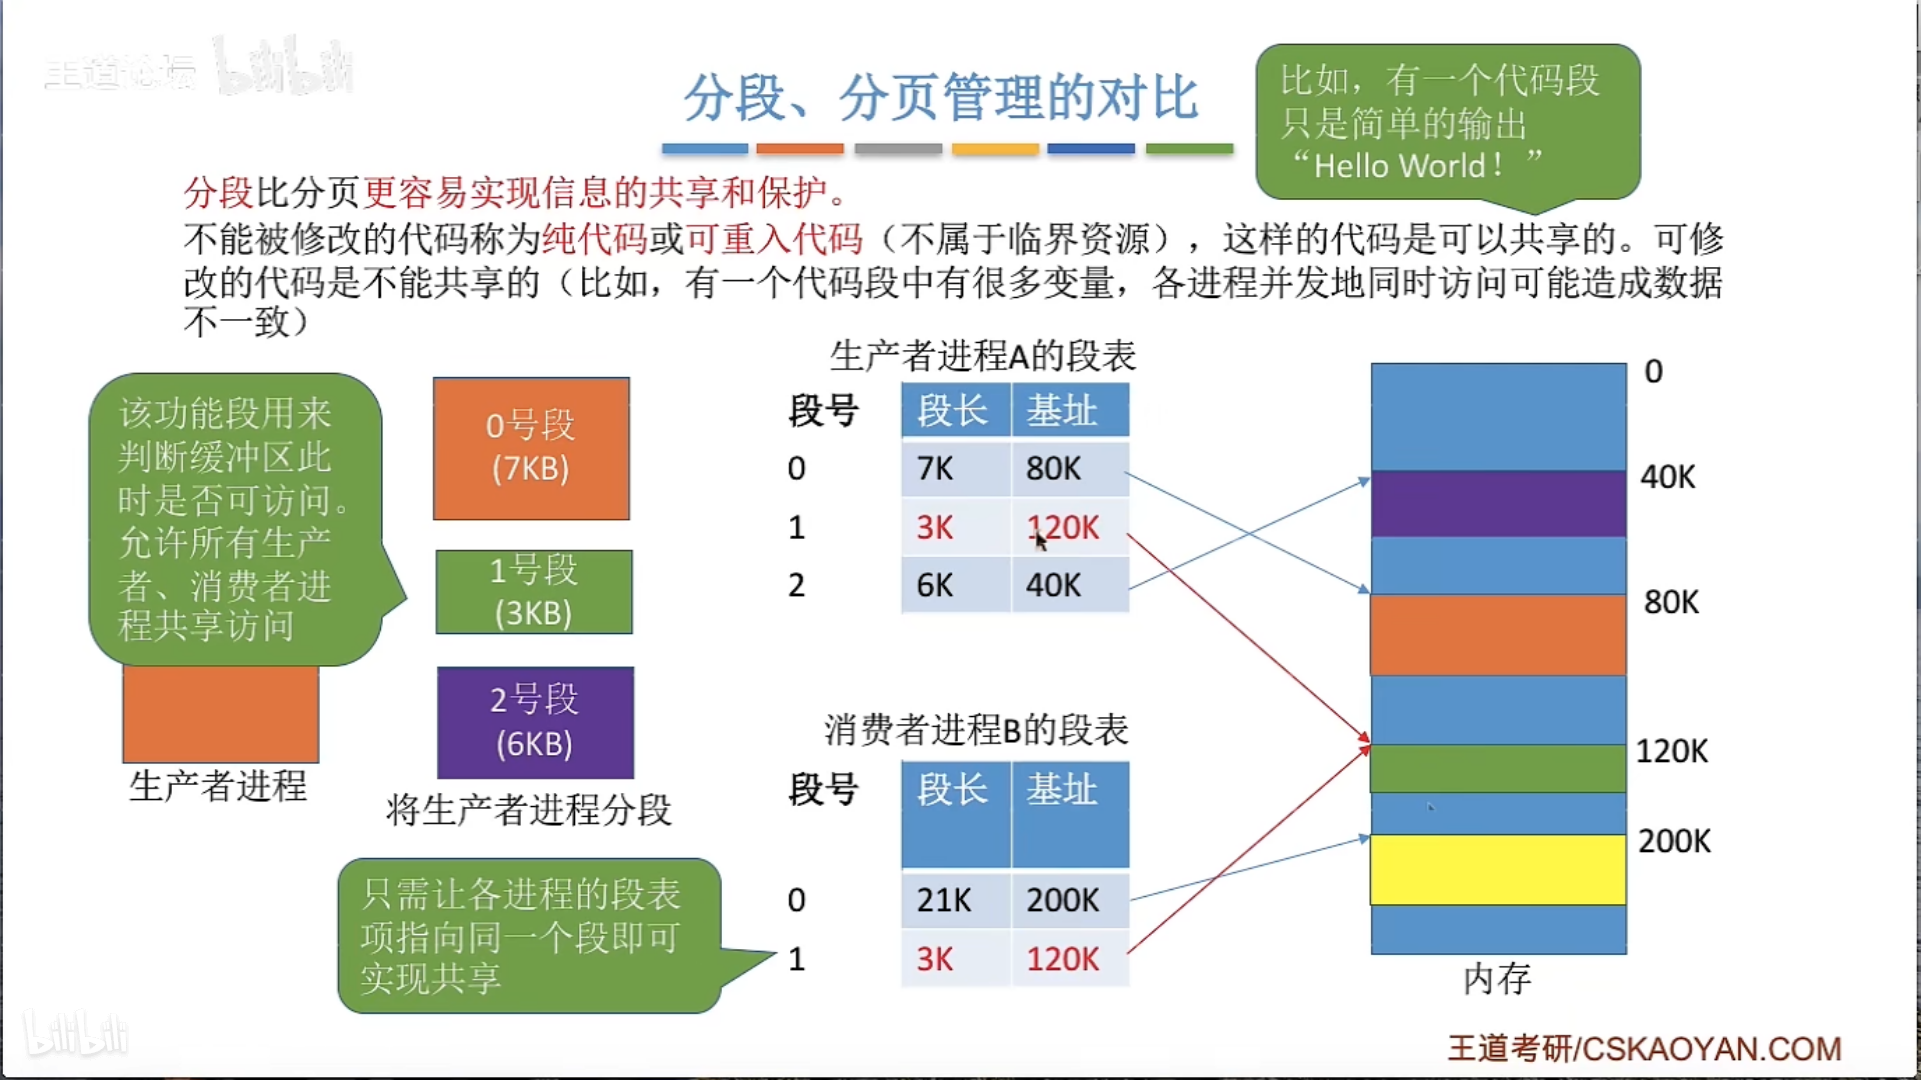 王道论坛 bilibili
分段、分页管理的对比
比如，有一个代码段
只是简单的输出
“Hello World！”
分段比分页更容易实现信息的共享和保护。
不能被修改的代码称为纯代码或可重入代码（不属于临界资源），这样的代码是可以共享的。可修
改的代码是不能共享的（比如，有一个代码段中有很多变量，各进程并发地同时访问可能造成数据
不一致）
该功能段用来
判断缓冲区此
时是否可访问。
允许所有生产
者、消费者进
程共享访问
生产者进程
0号段
(7KB)
1号段
(3KB)
2号段
(6KB)
将生产者进程分段
生产者进程A的段表
段号 段长 基址
0 7K 80K
1 3K 120K
2 6K 40K
消费者进程B的段表
段号 段长 基址
0 21K 200K
1 3K 120K
只需让各进程的段表
项指向同一个段即可
实现共享
0
40K
80K
120K
200K
内存
bilibili
王道考研/CSKAOYAN.COM